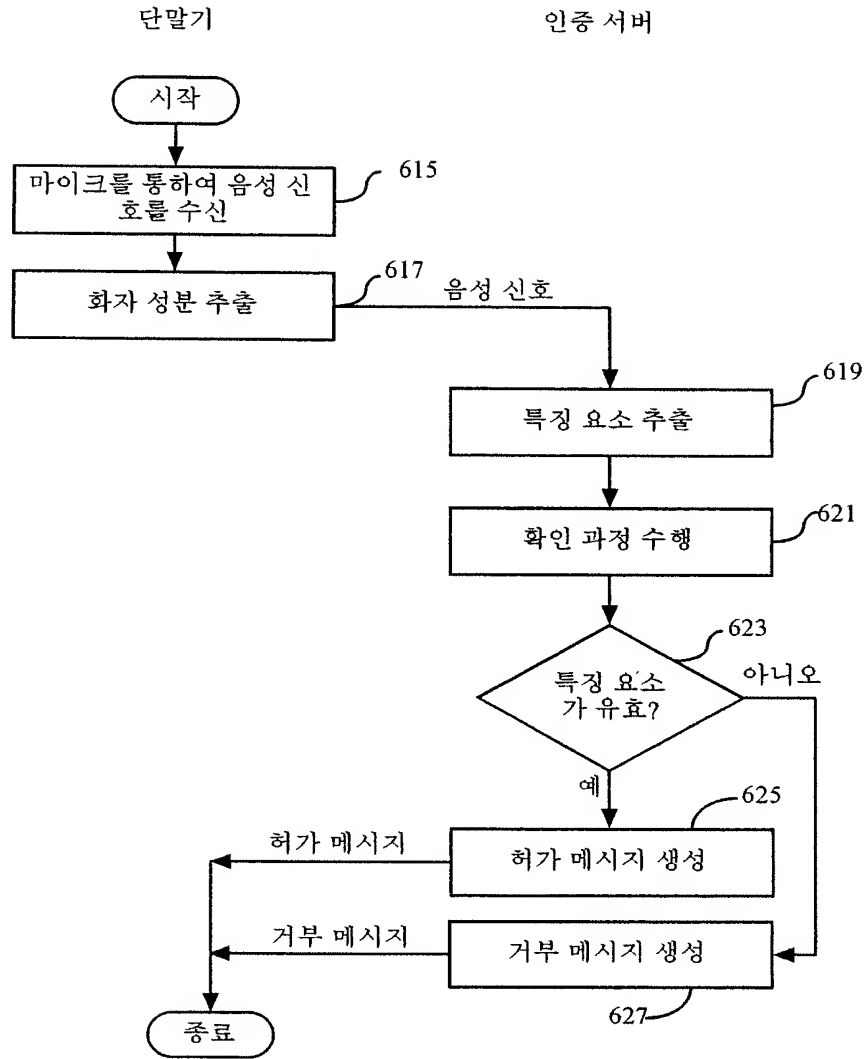 단말기
인증 서버
시작
마이크를 통하여 음성 신
호를 수신
615
화자 성분 추출
617
음성 신호
특징 요소 추출
619
확인 과정 수행
621
특징 요소
가 유효?
623
아니오
예
허가 메시지 생성
625
허가 메시지
거부 메시지 생성
627
거부 메시지
종료